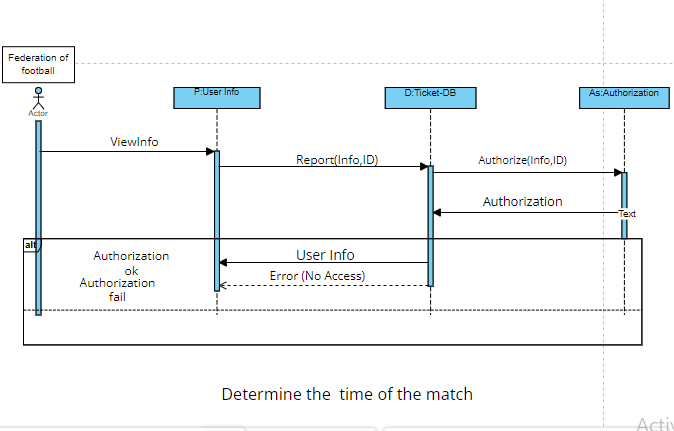 Federation of
football
Actor
P:User Info
D:Ticket-DB
As:Authorization
ViewInfo
Report(Info,ID)
Authorize(Info,ID)
Authorization
Text
alt
Authorization
ok
Authorization
fail
User Info
Error (No Access)
Determine the time of the match
Activ